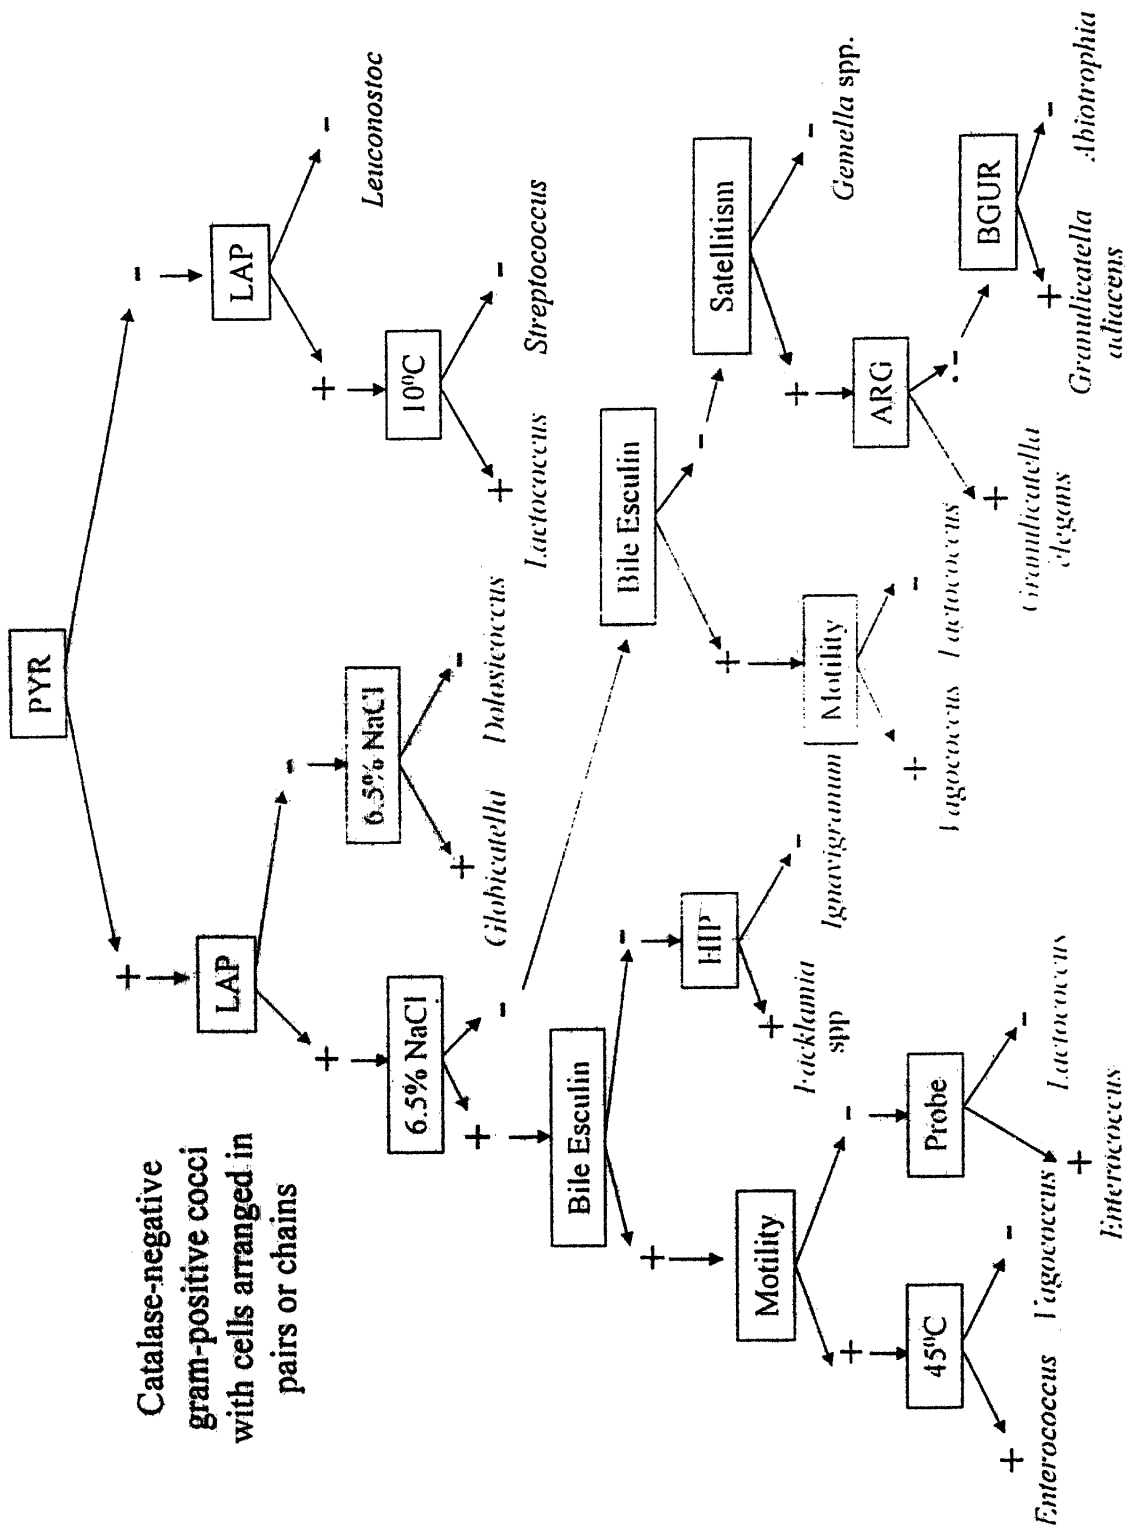 PYR
Catalase-negative
gram-positive cocci
with cells arranged in
pairs or chains
+
-
LAP
LAP
+
-
+
-
Leuconostoc
6.5% NaCl
6.5% NaCl
10⁰C
+
-
+
-
+
-
Globicatella
Dolosicoccus
Lactococcus
Streptococcus
Bile Esculin
Bile Esculin
+
-
+
-
Motility
HIP
Motility
Satellitism
+
-
+
-
+
-
+
-
Facklamia
spp
Ignavigranum
Vagococcus
Lactococcus
Gemella spp.
45⁰C
Probe
ARG
+
-
+
-
+
-
Enterococcus
Vagococcus
Enterococcus
Lactococcus
Granulicatella
elegans
BGUR
+
-
Granulicatella
adiacens
Abiotrophia